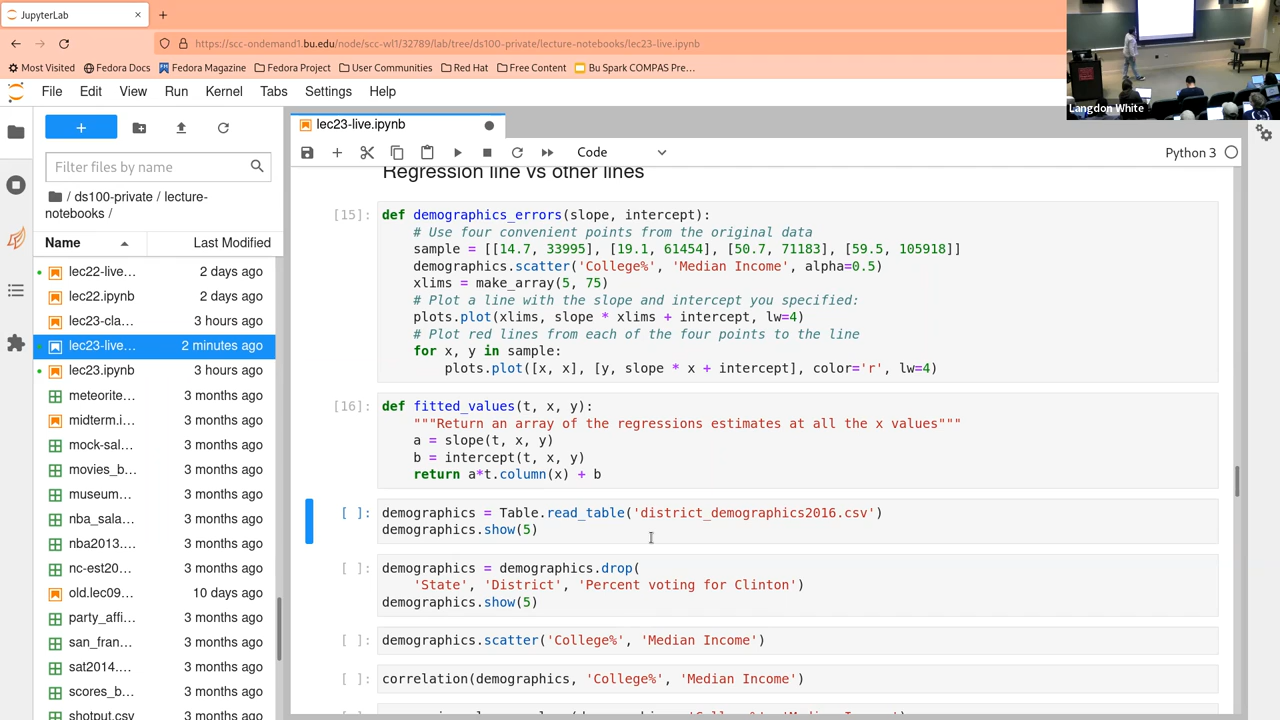 JupyterLab
https://scc-ondemand1.bu.edu/node/scc-wl1/32789/lab/tree/ds100-private/lecture-notebooks/lec23-live.ipynb
Most Visited Fedora Docs Fedora Magazine Fedora Project User Communities Red Hat Free Content Bu Spark COMPAS Pre…
Langdon White
File Edit View Run Kernel Tabs Settings Help
lec23-live.ipynb
Filter files by name
Code
Python 3
/ ds100-private / lecture-
notebooks /
Name Last Modified
lec22-live… 2 days ago
lec22.ipynb 2 days ago
lec23-cla… 3 hours ago
lec23-live… 2 minutes ago
lec23.ipynb 3 hours ago
meteorite… 3 months ago
midterm.i… 3 months ago
mock-sal… 3 months ago
movies_b… 3 months ago
museum… 3 months ago
nba_sala… 3 months ago
nba2013.… 3 months ago
nc-est20… 3 months ago
old.lec09… 10 days ago
party_affi… 3 months ago
san_fran… 3 months ago
sat2014.… 3 months ago
scores_b… 3 months ago
shotput.csv 3 months ago
Regression line vs other lines
[15]: def demographics_errors(slope, intercept):
# Use four convenient points from the original data
sample = [[14.7, 33995], [19.1, 61454], [50.7, 71183], [59.5, 105918]]
demographics.scatter('College%', 'Median Income', alpha=0.5)
xlims = make_array(5, 75)
# Plot a line with the slope and intercept you specified:
plots.plot(xlims, slope * xlims + intercept, lw=4)
# Plot red lines from each of the four points to the line
for x, y in sample:
plots.plot([x, x], [y, slope * x + intercept], color='r', lw=4)
[16]: def fitted_values(t, x, y):
"""Return an array of the regressions estimates at all the x values"""
a = slope(t, x, y)
b = intercept(t, x, y)
return a*t.column(x) + b
[ ]: demographics = Table.read_table('district_demographics2016.csv')
demographics.show(5)
[ ]: demographics = demographics.drop(
'State', 'District', 'Percent voting for Clinton')
demographics.show(5)
[ ]: demographics.scatter('College%', 'Median Income')
[ ]: correlation(demographics, 'College%', 'Median Income')